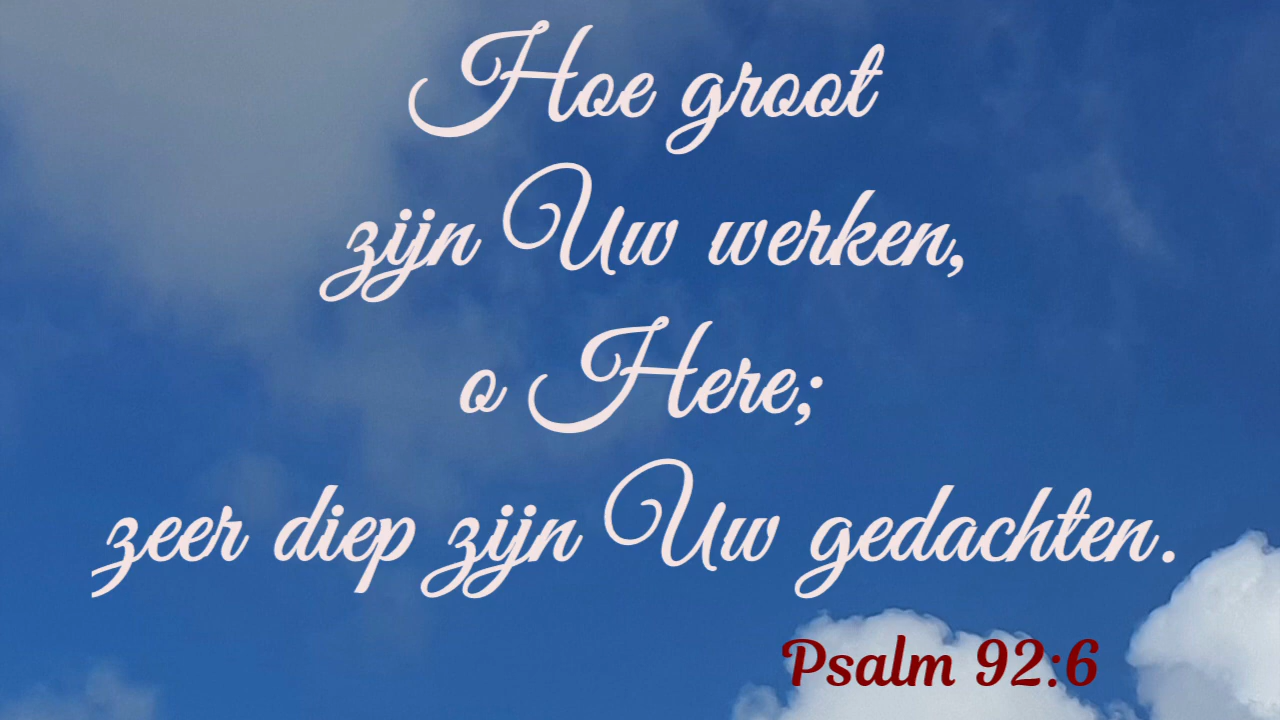 Hoe groot
zijn Uw werken,
o Here;
zeer diep zijn Uw gedachten.
Psalm 92:6